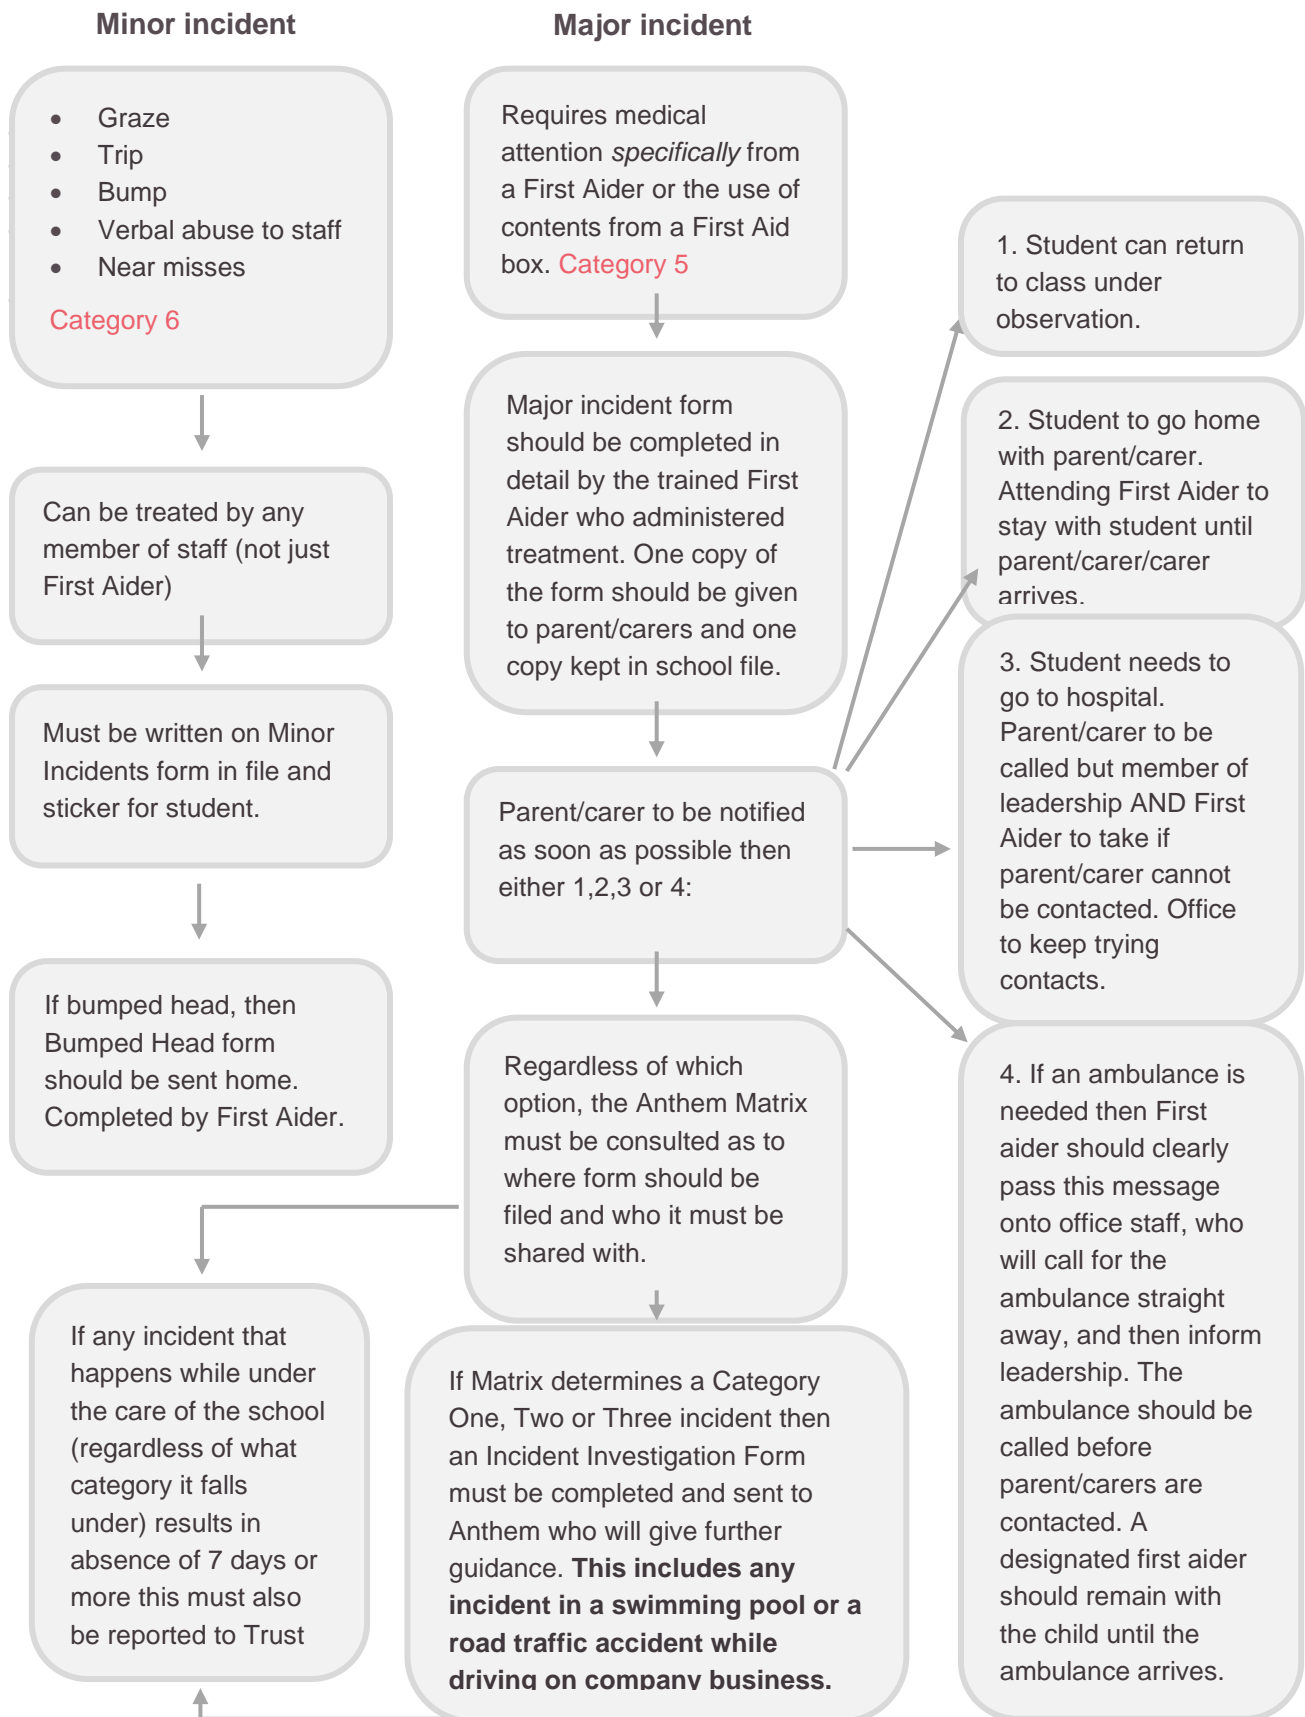 Minor incident
• Graze
• Trip
• Bump
• Verbal abuse to staff
• Near misses
Category 6
Can be treated by any
member of staff (not just
First Aider)
Must be written on Minor
Incidents form in file and
sticker for student.
If bumped head, then
Bumped Head form
should be sent home.
Completed by First Aider.
Major incident
Requires medical
attention specifically from
a First Aider or the use of
contents from a First Aid
box. Category 5
Major incident form
should be completed in
detail by the trained First
Aider who administered
treatment. One copy of
the form should be given
to parent/carers and one
copy kept in school file.
Parent/carer to be notified
as soon as possible then
either 1,2,3 or 4:
1. Student can return
to class under
observation.
2. Student to go home
with parent/carer.
Attending First Aider to
stay with student until
parent/carer/carer
arrives.
3. Student needs to
go to hospital.
Parent/carer to be
called but member of
leadership AND First
Aider to take if
parent/carer cannot
be contacted. Office
to keep trying
contacts.
4. If an ambulance is
needed then First
aider should clearly
pass this message
onto office staff, who
will call for the
ambulance straight
away, and then inform
leadership. The
ambulance should be
called before
parent/carers are
contacted. A
designated first aider
should remain with
the child until the
ambulance arrives.
Regardless of which
option, the Anthem Matrix
must be consulted as to
where form should be
filed and who it must be
shared with.
If any incident that
happens while under
the care of the school
(regardless of what
category it falls
under) results in
absence of 7 days or
more this must also
be reported to Trust
If Matrix determines a Category
One, Two or Three incident then
an Incident Investigation Form
must be completed and sent to
Anthem who will give further
guidance. This includes any
incident in a swimming pool or a
road traffic accident while
driving on company business.